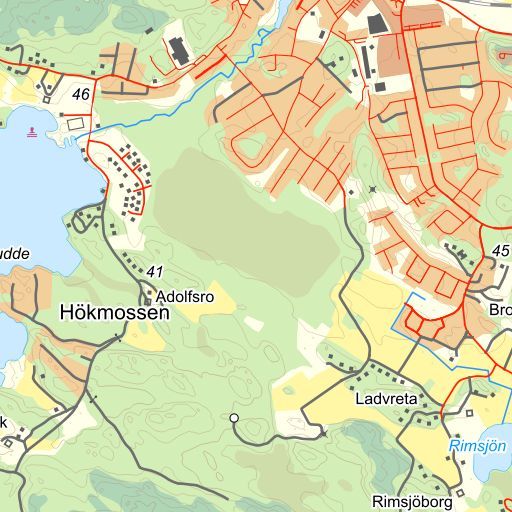 46
udde
41
45
Adolfsro
Hökmossen
Bro
Ladvreta
k
Rimsjön
Rimsjöborg